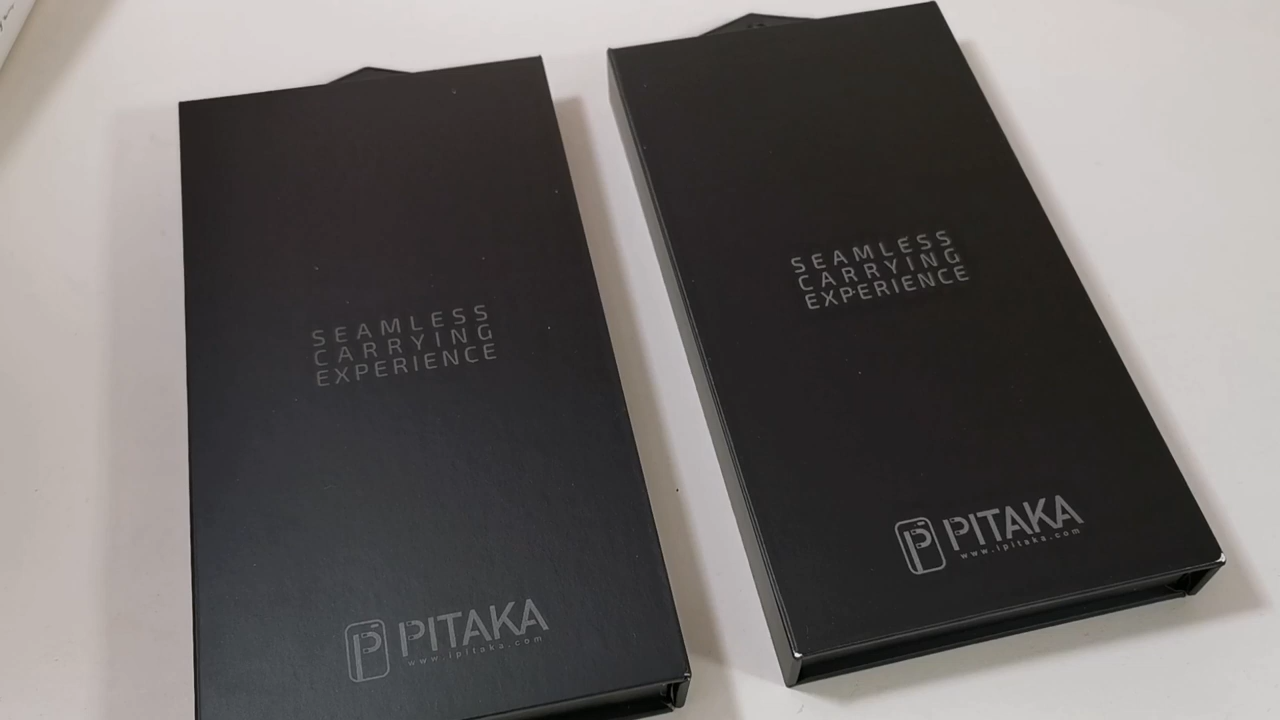 SEAMLESS
CARRYING
EXPERIENCE
PITAKA
www.ipitaka.com
SEAMLESS
CARRYING
EXPERIENCE
PITAKA
www.ipitaka.com